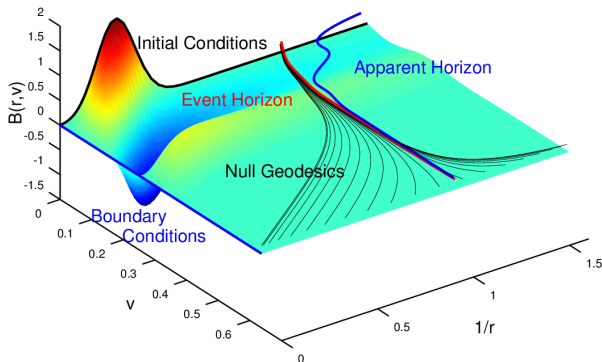 2
1.5
1
0.5
0
-0.5
-1
-1.5
B(r,v)
Initial Conditions
Apparent Horizon
Event Horizon
Null Geodesics
Boundary
Conditions
0
0.1
0.2
0.3
0.4
0.5
0.6
v
0
0.5
1
1.5
1/r